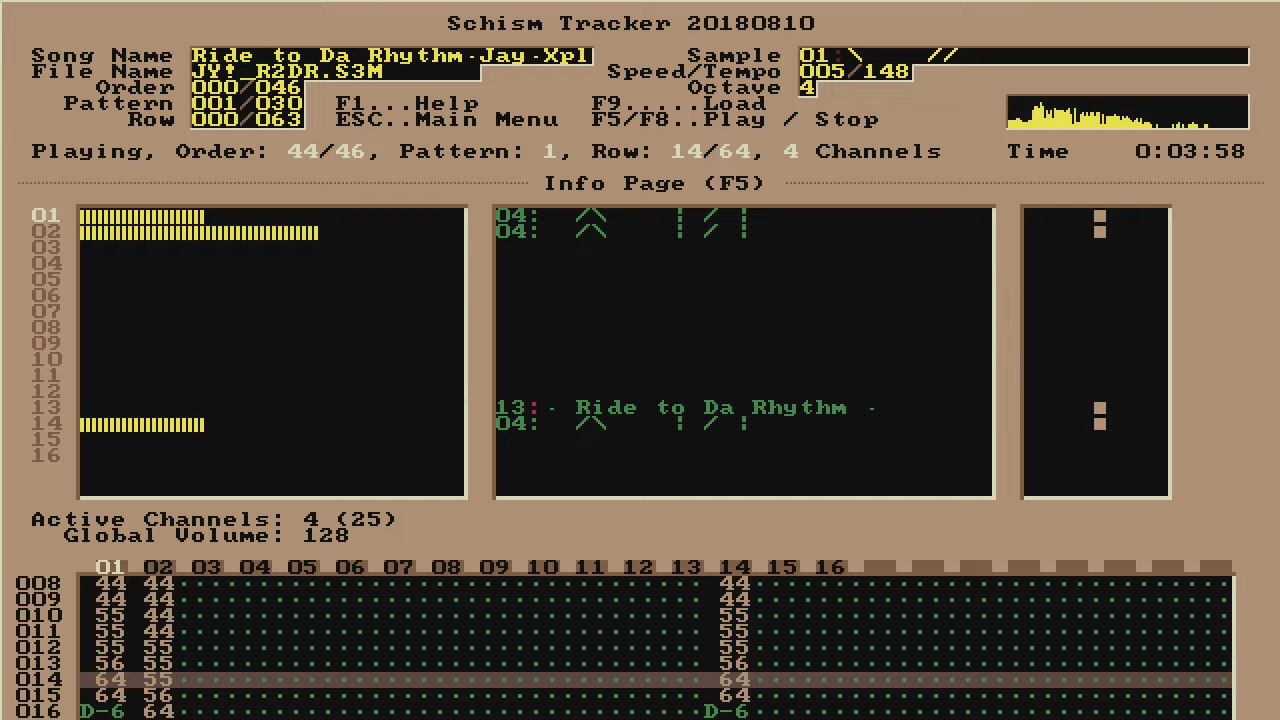 Schism Tracker 20180810
Song Name Ride to Da Rhythm-Jay-Xpl Sample 01:\ //
File Name JY!_R2DR.S3M Speed/Tempo 005/148
Order 000/046 Octave 4
Pattern 001/030 F1...Help F9.....Load
Row 000/063 ESC..Main Menu F5/F8..Play / Stop
Playing, Order: 44/46, Pattern: 1, Row: 14/64, 4 Channels Time 0:03:58
Info Page (F5)
01 04: /\ ¦ / ¦
02 04: /\ ¦ / ¦
03
04
05
06
07
08
09
10
11
12
13 13:- Ride to Da Rhythm -
14 04: /\ ¦ / ¦
15
16
Active Channels: 4 (25)
Global Volume: 128
01 02 03 04 05 06 07 08 09 10 11 12 13 14 15 16
008 44 44 44
009 44 44 44
010 55 44 55
011 55 44 55
012 55 55 55
013 56 55 56
014 64 55 64
015 64 56 64
016 D-6 64 D-6